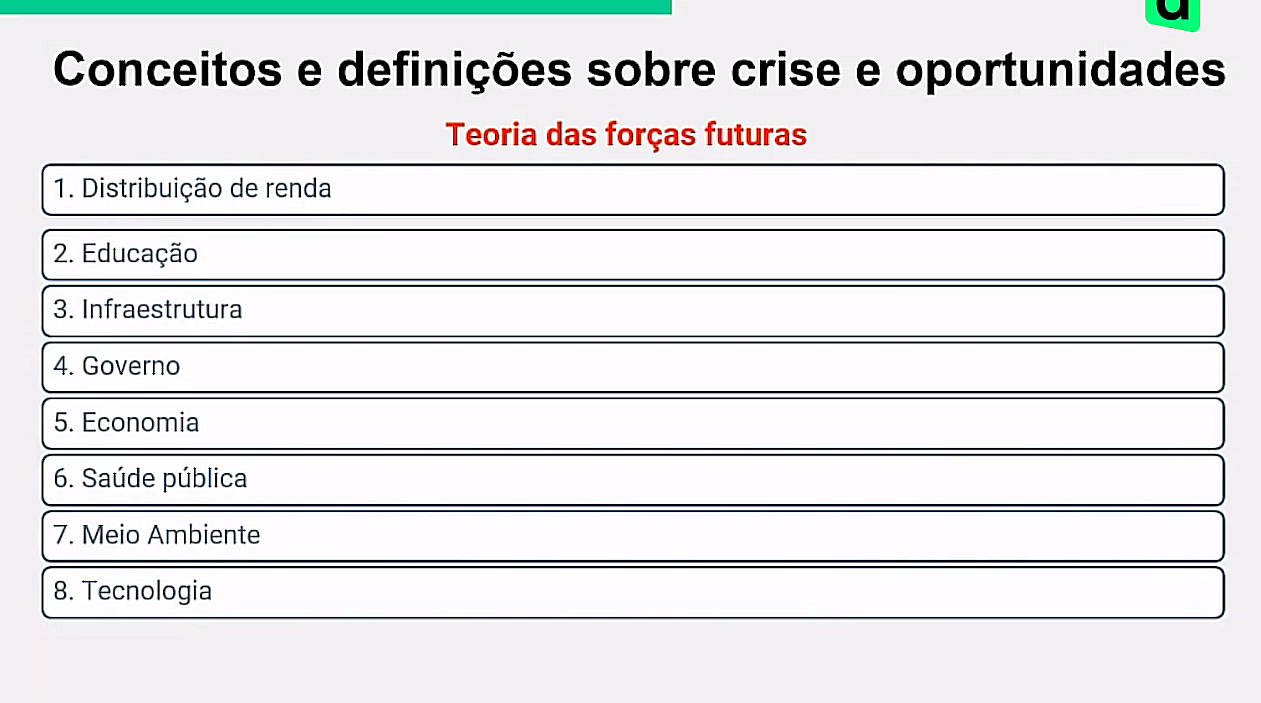 Conceitos e definições sobre crise e oportunidades
Teoria das forças futuras
1. Distribuição de renda
2. Educação
3. Infraestrutura
4. Governo
5. Economia
6. Saúde pública
7. Meio Ambiente
8. Tecnologia